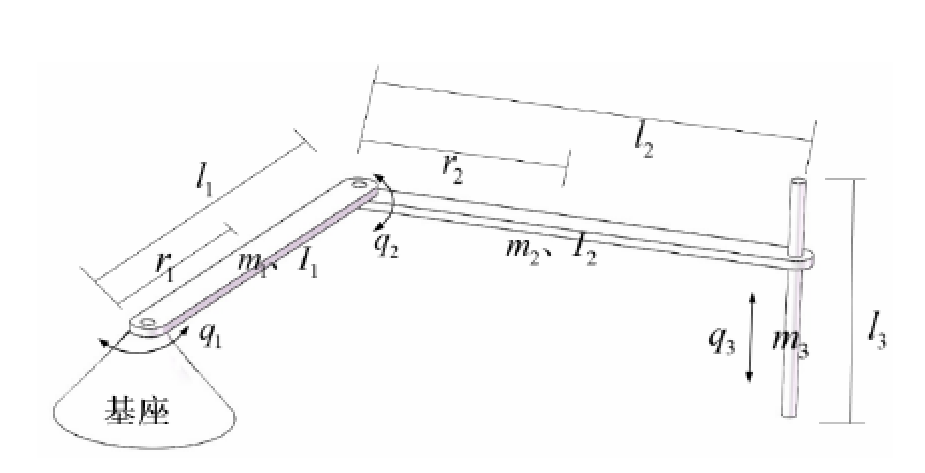 l₂
r₂
l₁
r₁
m₁、I₁
q₂
m₂、I₂
q₁
q₃
m₃
l₃
基座